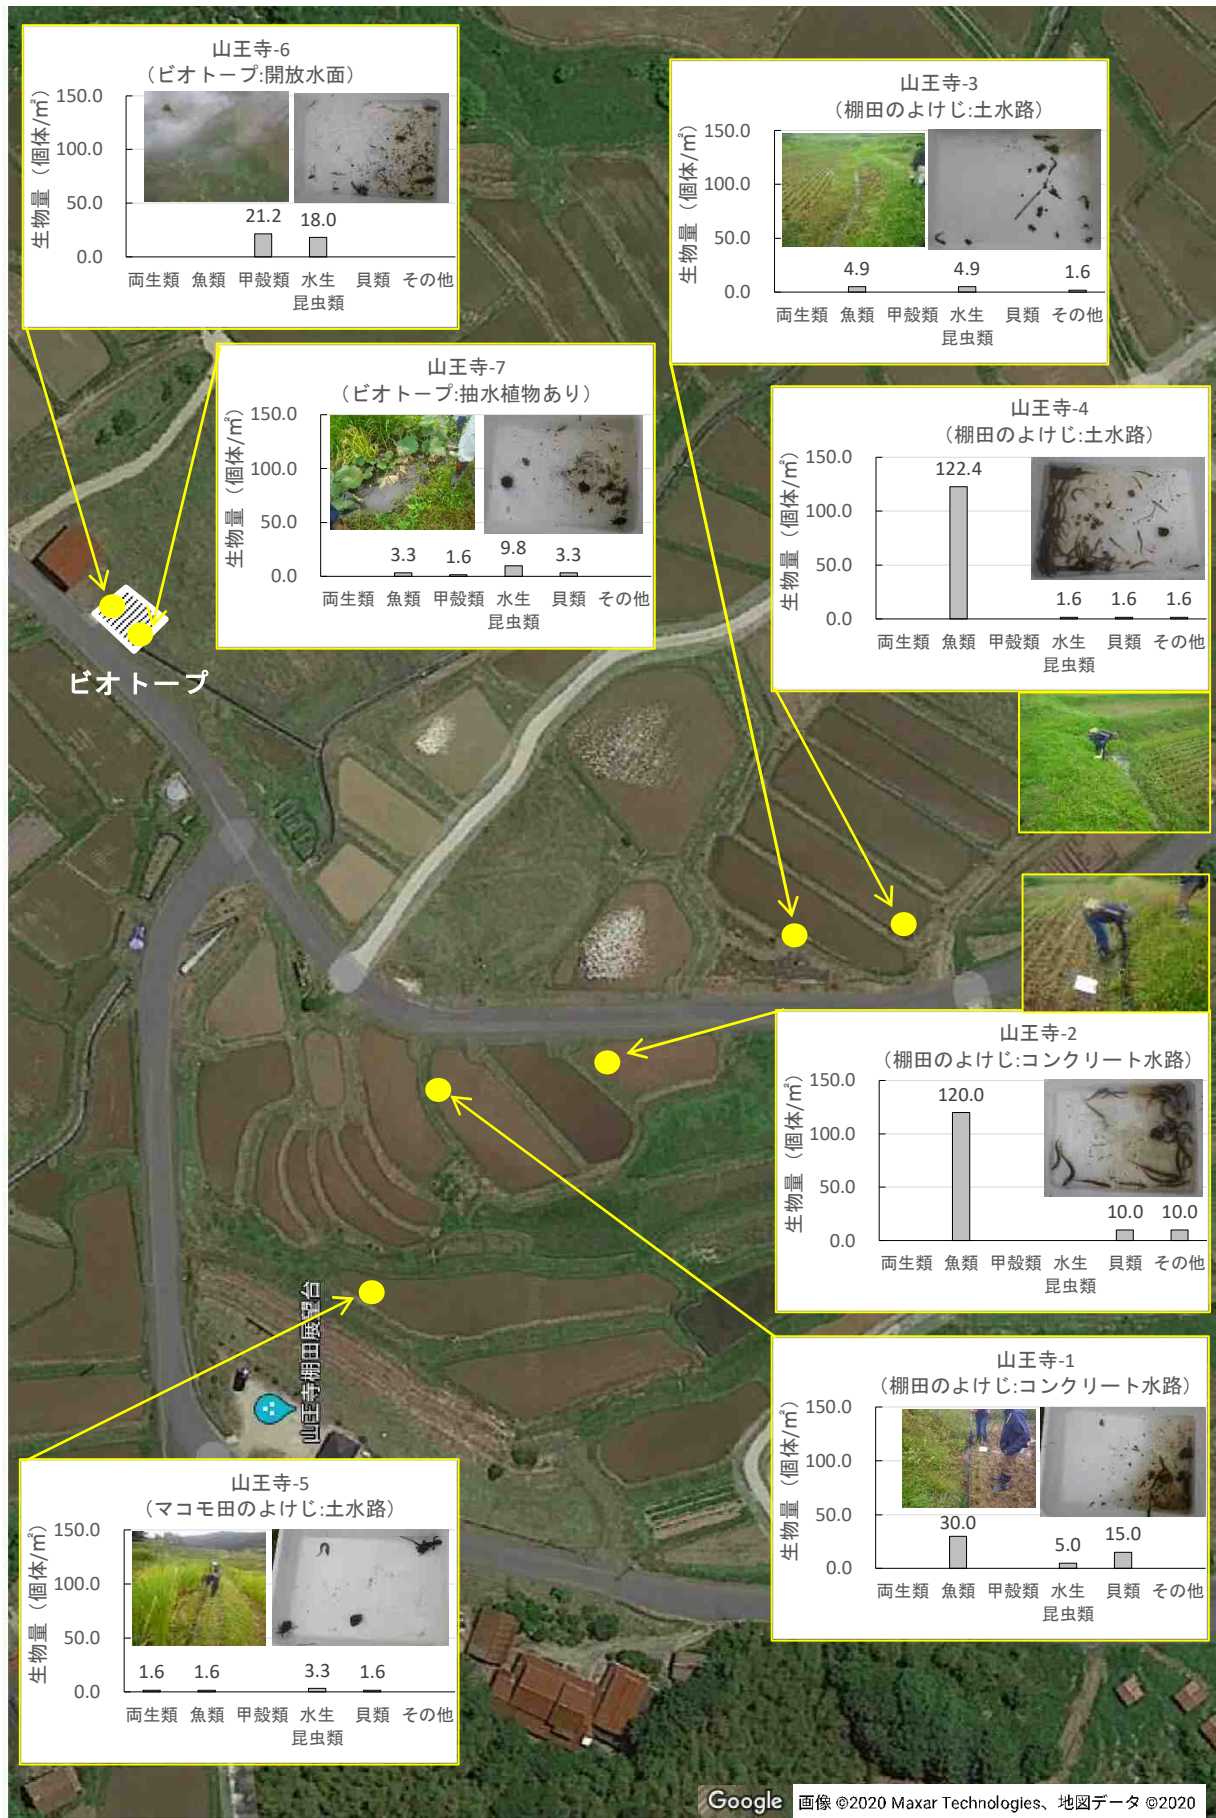 山王寺-6
（ビオトープ:開放水面）
生物量（個体/㎡）
150.0
100.0
50.0
0.0
21.2
18.0
両生類 魚類 甲殻類 水生昆虫類 貝類 その他
山王寺-3
（棚田のよけじ:土水路）
生物量（個体/㎡）
150.0
100.0
50.0
0.0
4.9
4.9
1.6
両生類 魚類 甲殻類 水生昆虫類 貝類 その他
山王寺-7
（ビオトープ:抽水植物あり）
生物量（個体/㎡）
150.0
100.0
50.0
0.0
3.3
1.6
9.8
3.3
両生類 魚類 甲殻類 水生昆虫類 貝類 その他
山王寺-4
（棚田のよけじ:土水路）
生物量（個体/㎡）
150.0
100.0
50.0
0.0
122.4
1.6
1.6
1.6
両生類 魚類 甲殻類 水生昆虫類 貝類 その他
ビオトープ
山王寺-2
（棚田のよけじ:コンクリート水路）
生物量（個体/㎡）
150.0
100.0
50.0
0.0
120.0
10.0
10.0
両生類 魚類 甲殻類 水生昆虫類 貝類 その他
山王寺棚田展望台
山王寺-1
（棚田のよけじ:コンクリート水路）
生物量（個体/㎡）
150.0
100.0
50.0
0.0
30.0
5.0
15.0
両生類 魚類 甲殻類 水生昆虫類 貝類 その他
山王寺-5
（マコモ田のよけじ:土水路）
生物量（個体/㎡）
150.0
100.0
50.0
0.0
1.6
1.6
3.3
1.6
両生類 魚類 甲殻類 水生昆虫類 貝類 その他
Google 画像 ©2020 Maxar Technologies、地図データ ©2020